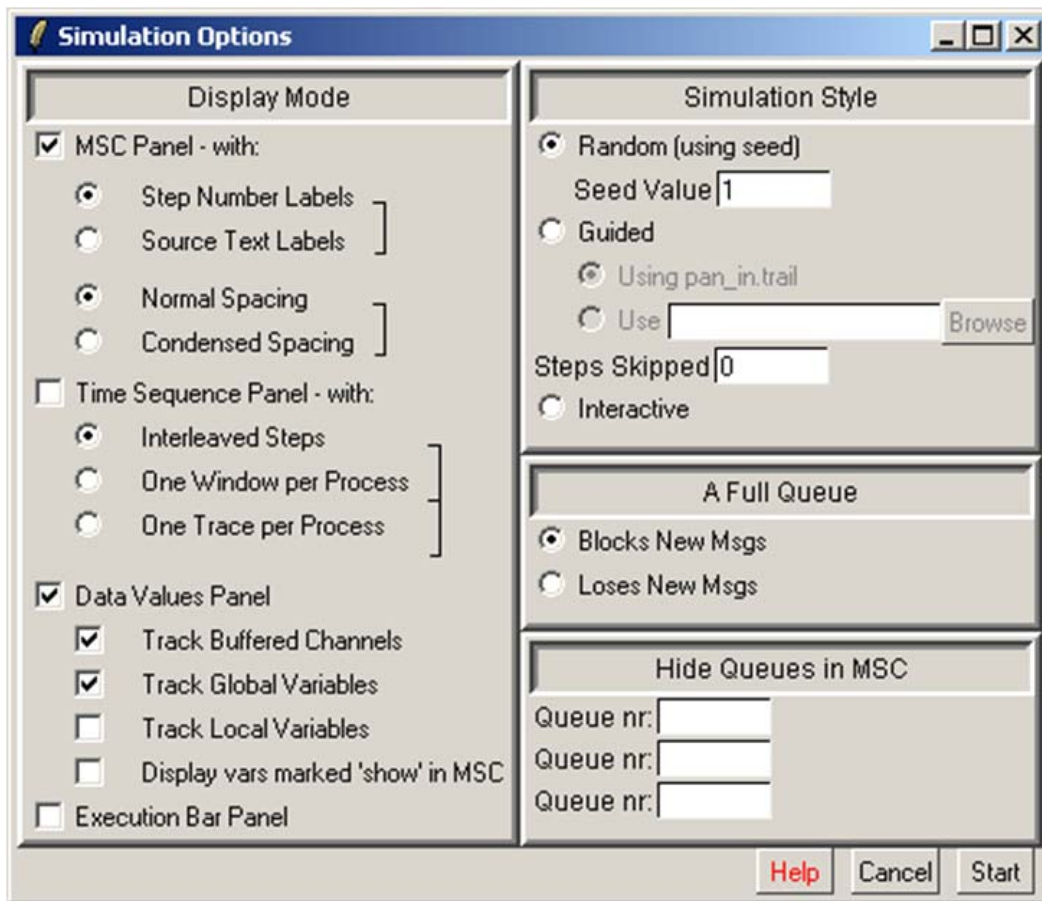 Simulation Options
Display Mode
MSC Panel - with:
Step Number Labels
Source Text Labels
Normal Spacing
Condensed Spacing
Time Sequence Panel - with:
Interleaved Steps
One Window per Process
One Trace per Process
Data Values Panel
Track Buffered Channels
Track Global Variables
Track Local Variables
Display vars marked 'show' in MSC
Execution Bar Panel
Simulation Style
Random (using seed)
Seed Value 1
Guided
Using pan_in.trail
Use Browse
Steps Skipped 0
Interactive
A Full Queue
Blocks New Msgs
Loses New Msgs
Hide Queues in MSC
Queue nr:
Queue nr:
Queue nr:
Help Cancel Start